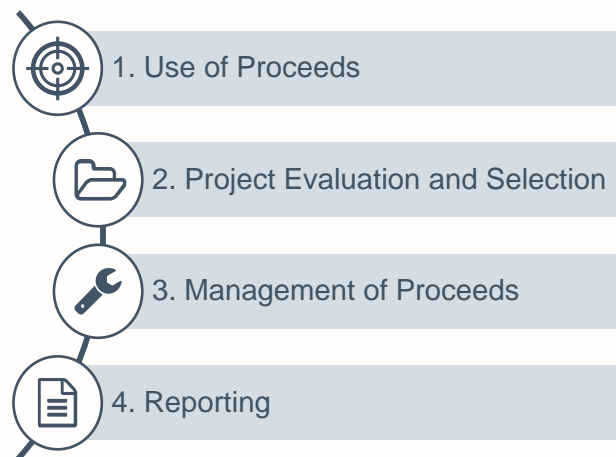 1. Use of Proceeds
2. Project Evaluation and Selection
3. Management of Proceeds
4. Reporting